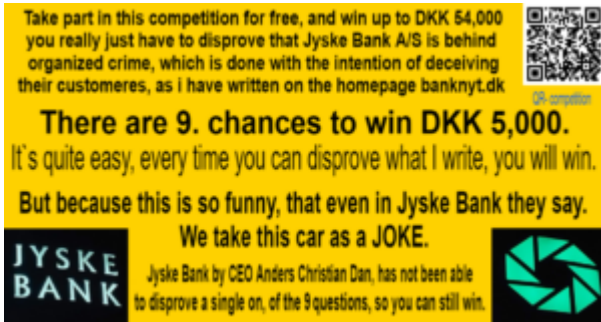 Take part in this competition for free, and win up to DKK 54,000
you really just have to disprove that Jyske Bank A/S is behind
organized crime, which is done with the intention of deceiving
their customeres, as i have written on the homepage banknyt.dk
QR- competition
There are 9. chances to win DKK 5,000.
It`s quite easy, every time you can disprove what I write, you will win.
But because this is so funny, that even in Jyske Bank they say.
We take this car as a JOKE.
JYSKE
BANK
Jyske Bank by CEO Anders Christian Dan, has not been able
to disprove a single on, of the 9 questions, so you can still win.